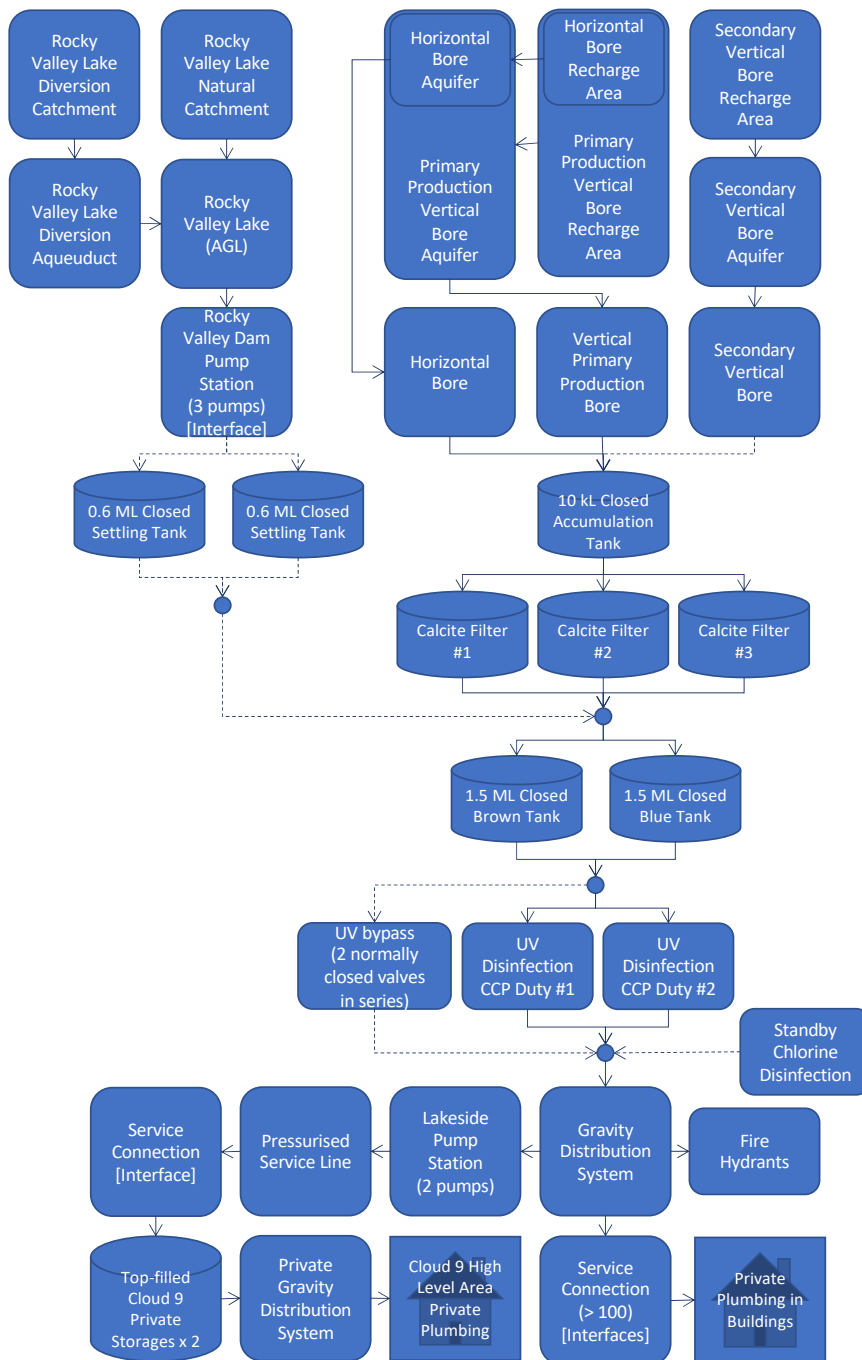 Rocky
Valley Lake
Diversion
Catchment
Rocky
Valley Lake
Natural
Catchment
Horizontal
Bore
Aquifer
Horizontal
Bore
Recharge
Area
Secondary
Vertical
Bore
Recharge
Area
Rocky
Valley Lake
Diversion
Aqueuduct
Rocky
Valley Lake
(AGL)
Primary
Production
Vertical
Bore
Aquifer
Primary
Production
Vertical
Bore
Recharge
Area
Secondary
Vertical
Bore
Aquifer
Rocky
Valley Dam
Pump
Station
(3 pumps)
[Interface]
Horizontal
Bore
Vertical
Primary
Production
Bore
Secondary
Vertical
Bore
0.6 ML Closed
Settling Tank
0.6 ML Closed
Settling Tank
10 kL Closed
Accumulation
Tank
Calcite Filter
#1
Calcite Filter
#2
Calcite Filter
#3
1.5 ML Closed
Brown Tank
1.5 ML Closed
Blue Tank
UV bypass
(2 normally
closed valves
in series)
UV
Disinfection
CCP Duty #1
UV
Disinfection
CCP Duty #2
Standby
Chlorine
Disinfection
Service
Connection
[Interface]
Pressurised
Service Line
Lakeside
Pump
Station
(2 pumps)
Gravity
Distribution
System
Fire
Hydrants
Top-filled
Cloud 9
Private
Storages x 2
Private
Gravity
Distribution
System
Cloud 9 High
Level Area
Private
Plumbing
Service
Connection
(> 100)
[Interfaces]
Private
Plumbing in
Buildings